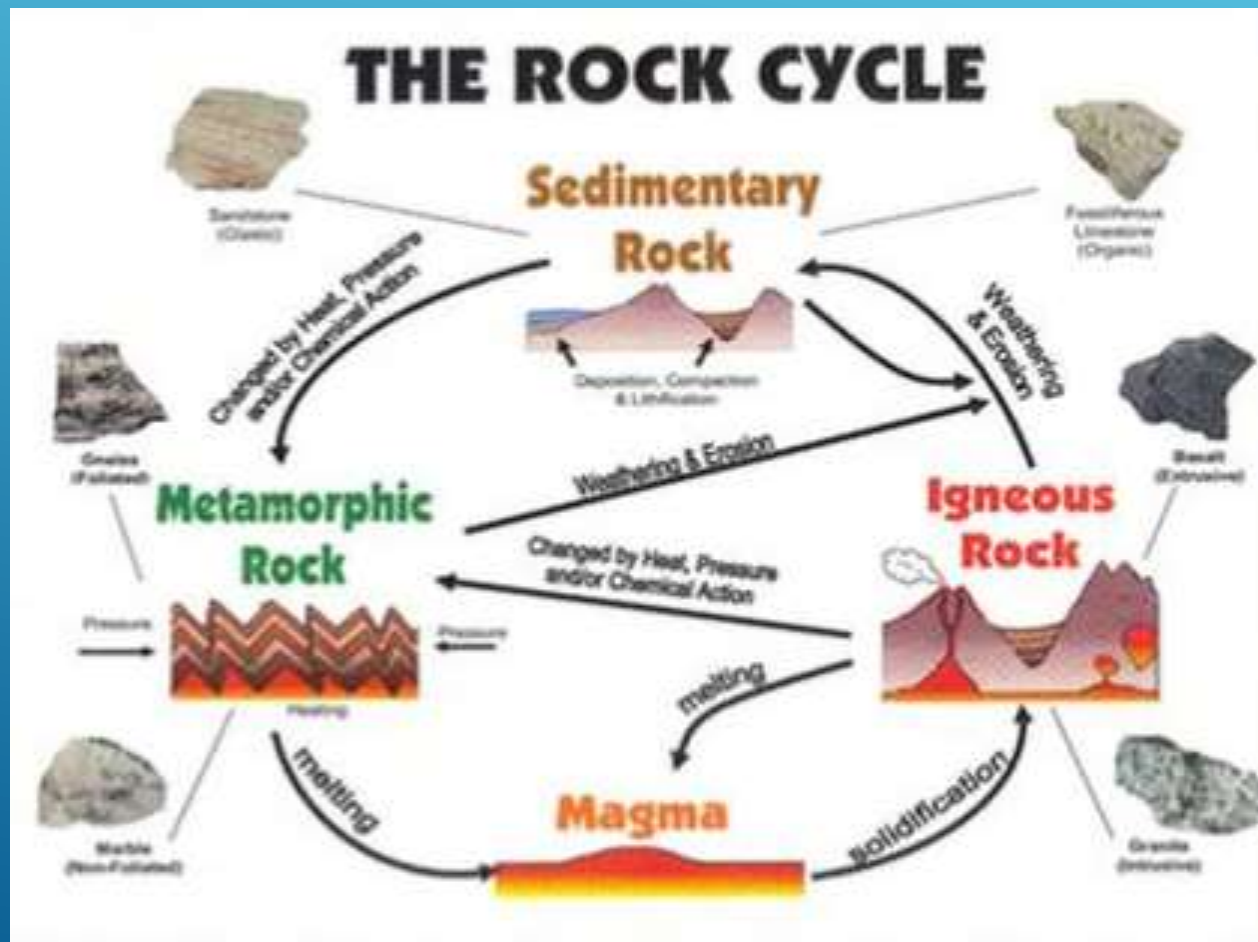 THE ROCK CYCLE
Sedimentary
Rock
Sandstone
(Clastic)
Fossiliferous
Limestone
(Organic)
Changed by Heat, Pressure
and/or Chemical Action
Weathering
& Erosion
Deposition, Compaction
& Lithification
Gneiss
(Foliated)
Basalt
(Extrusive)
Weathering & Erosion
Metamorphic
Rock
Igneous
Rock
Changed by Heat, Pressure
and/or Chemical Action
Pressure
Pressure
Heating
melting
melting
Magma
solidification
Marble
(Non-Foliated)
Granite
(Intrusive)